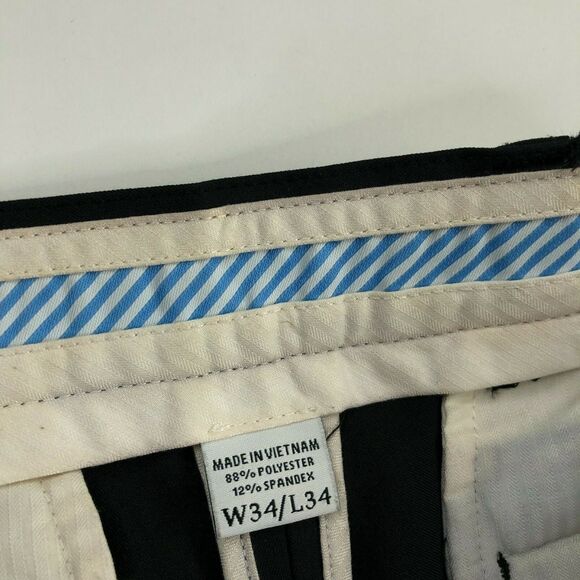 MADE IN VIETNAM
88% POLYESTER
12% SPANDEX
W34/L34